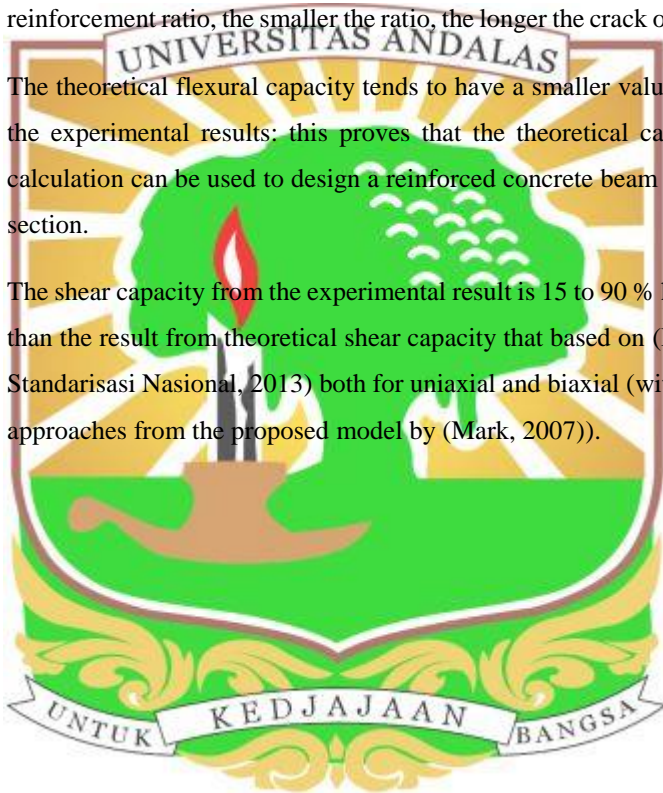 reinforcement ratio, the smaller the ratio, the longer the crack
UNIVERSITAS ANDALAS
The theoretical flexural capacity tends to have a smaller
the experimental results: this proves that the theoretical
calculation can be used to design a reinforced concrete beam
section.
The shear capacity from the experimental result is 15 to 90 %
than the result from theoretical shear capacity that based on
Standarisasi Nasional, 2013) both for uniaxial and biaxial
approaches from the proposed model by (Mark, 2007)).
UNTUK KEDJAJAAN BANGSA